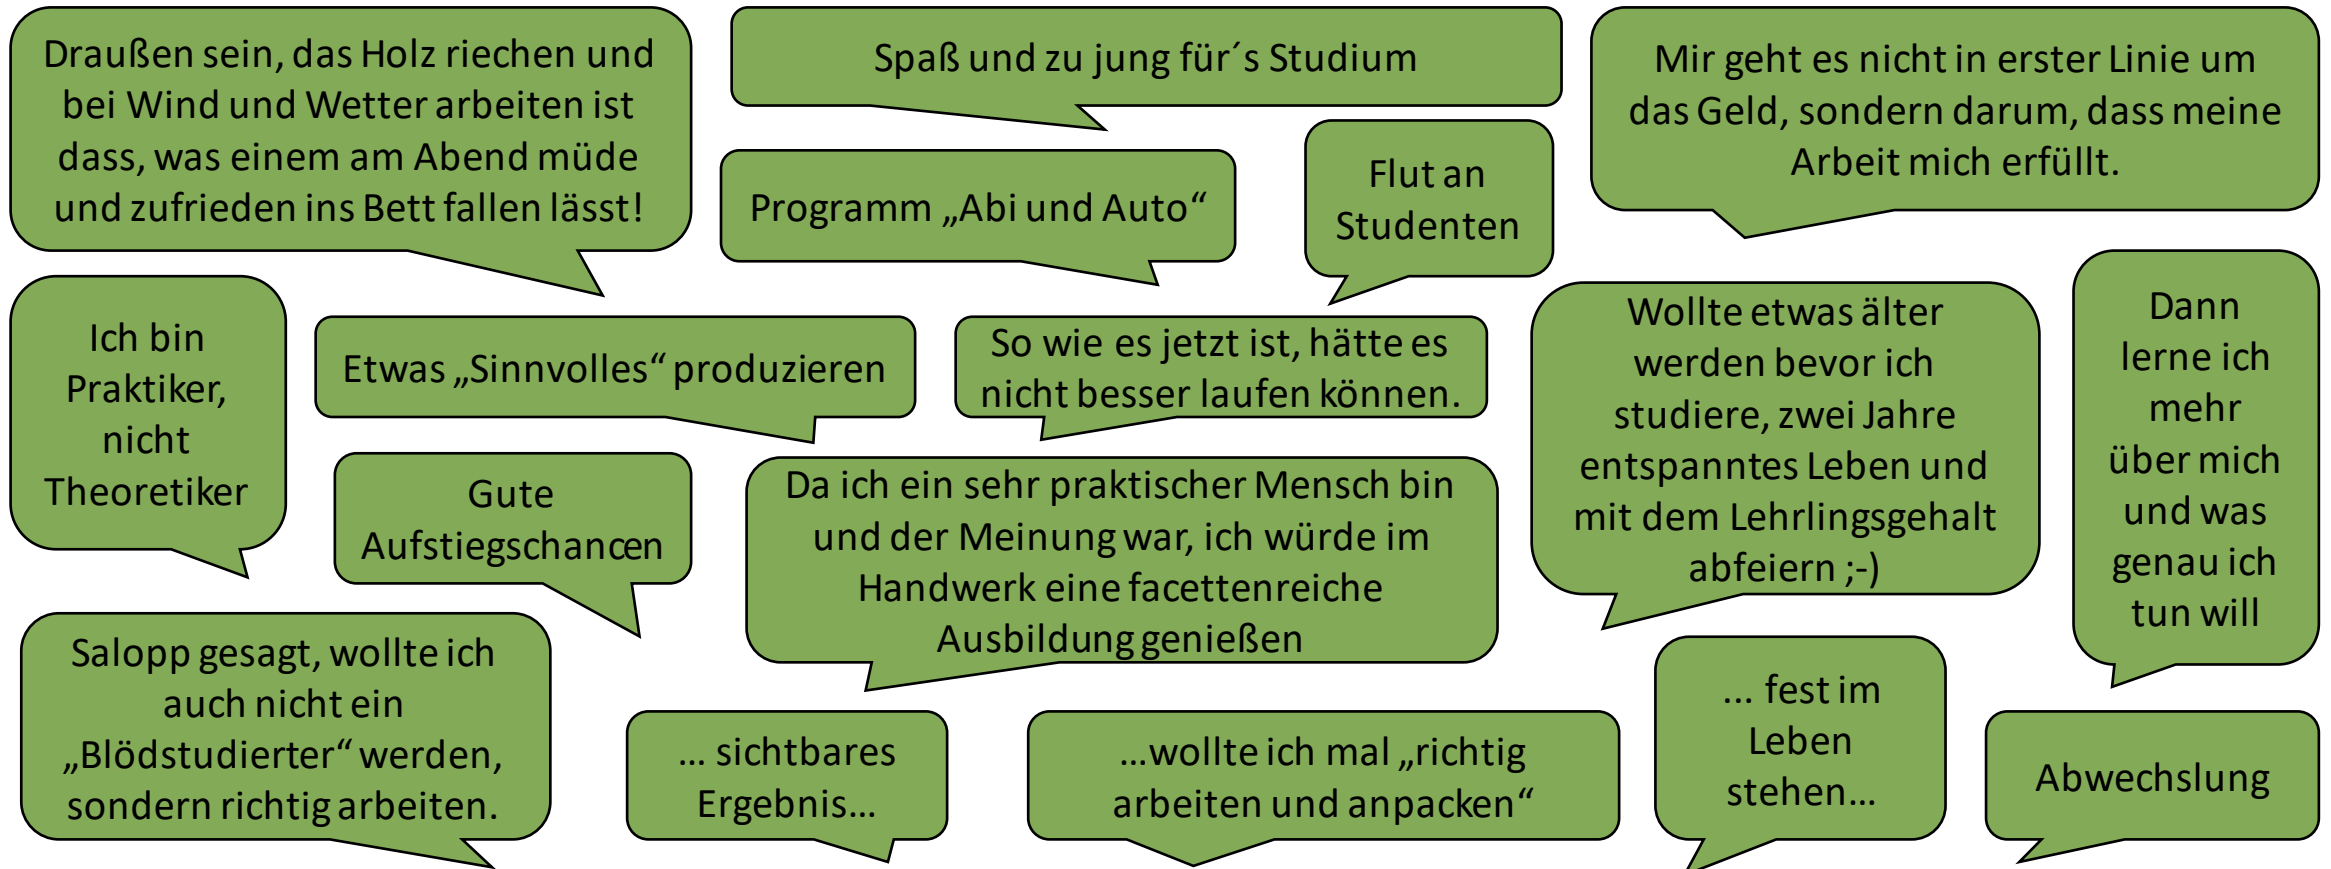 Draußen sein, das Holz riechen und
bei Wind und Wetter arbeiten ist
dass, was einem am Abend müde
und zufrieden ins Bett fallen lässt!
Spaß und zu jung für´s Studium
Mir geht es nicht in erster Linie um
das Geld, sondern darum, dass meine
Arbeit mich erfüllt.
Programm „Abi und Auto“
Flut an
Studenten
Ich bin
Praktiker,
nicht
Theoretiker
Etwas „Sinnvolles“ produzieren
So wie es jetzt ist, hätte es
nicht besser laufen können.
Wollte etwas älter
werden bevor ich
studiere, zwei Jahre
entspanntes Leben und
mit dem Lehrlingsgehalt
abfeiern ;-)
Dann
lerne ich
mehr
über mich
und was
genau ich
tun will
Gute
Aufstiegschancen
Da ich ein sehr praktischer Mensch bin
und der Meinung war, ich würde im
Handwerk eine facettenreiche
Ausbildung genießen
Salopp gesagt, wollte ich
auch nicht ein
„Blödstudierter“ werden,
sondern richtig arbeiten.
... sichtbares
Ergebnis...
...wollte ich mal „richtig
arbeiten und anpacken“
... fest im
Leben
stehen...
Abwechslung